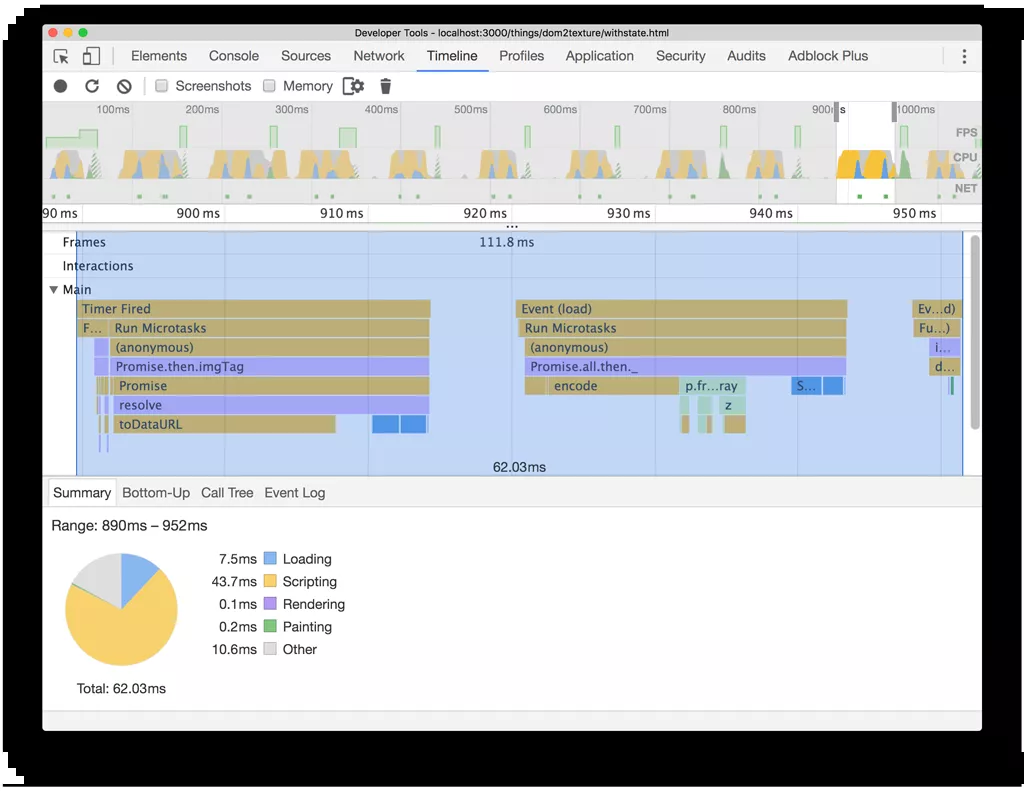 Developer Tools - localhost:3000/things/dom2texture/withstate.html
Elements Console Sources Network Timeline Profiles Application Security Audits Adblock Plus
Screenshots Memory
100ms 200ms 300ms 400ms 500ms 600ms 700ms 800ms 900 s 1000ms
FPS
CPU
NET
90 ms 900 ms 910 ms 920 ms 930 ms 940 ms 950 ms
...
Frames 111.8 ms
Interactions
Main
Timer Fired Event (load) Ev...d)
F... Run Microtasks Run Microtasks Fu...)
(anonymous) (anonymous) i...
Promise.then.imgTag Promise.all.then._ d...
Promise encode p.fr...ray S...
resolve z
toDataURL
62.03ms
Summary Bottom-Up Call Tree Event Log
Range: 890ms – 952ms
7.5ms Loading
43.7ms Scripting
0.1ms Rendering
0.2ms Painting
10.6ms Other
Total: 62.03ms